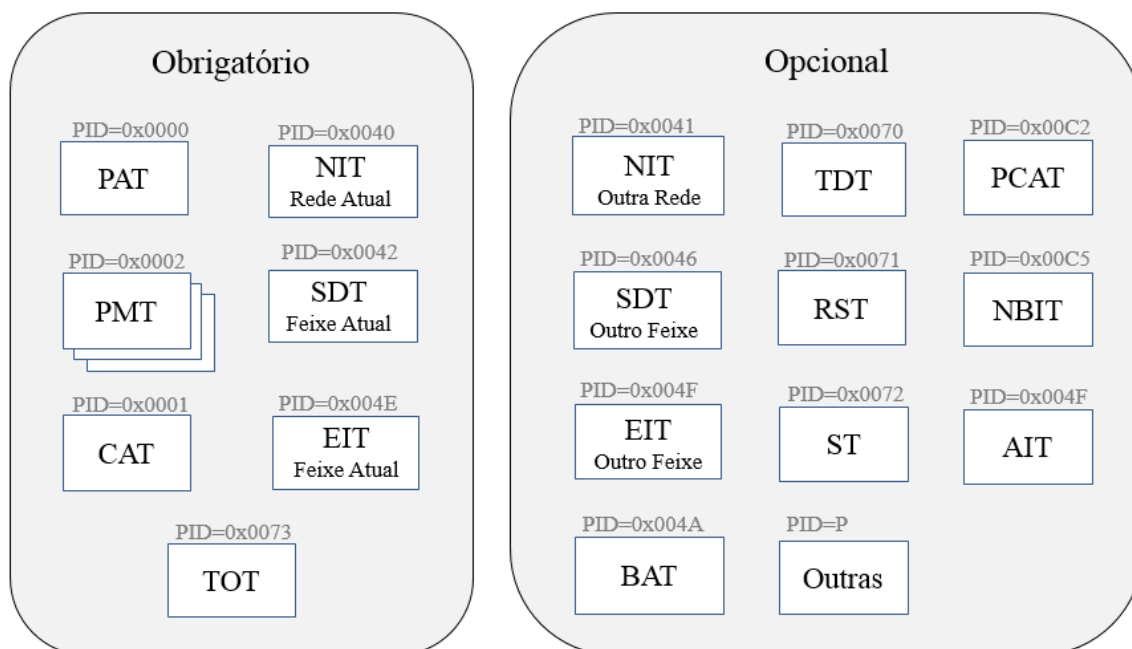 Obrigatório
PID=0x0000
PAT
PID=0x0040
NIT
Rede Atual
PID=0x0002
PMT
PID=0x0042
SDT
Feixe Atual
PID=0x0001
CAT
PID=0x004E
EIT
Feixe Atual
PID=0x0073
TOT
Opcional
PID=0x0041
NIT
Outra Rede
PID=0x0070
TDT
PID=0x00C2
PCAT
PID=0x0046
SDT
Outro Feixe
PID=0x0071
RST
PID=0x00C5
NBIT
PID=0x004F
EIT
Outro Feixe
PID=0x0072
ST
PID=0x004F
AIT
PID=0x004A
BAT
PID=P
Outras